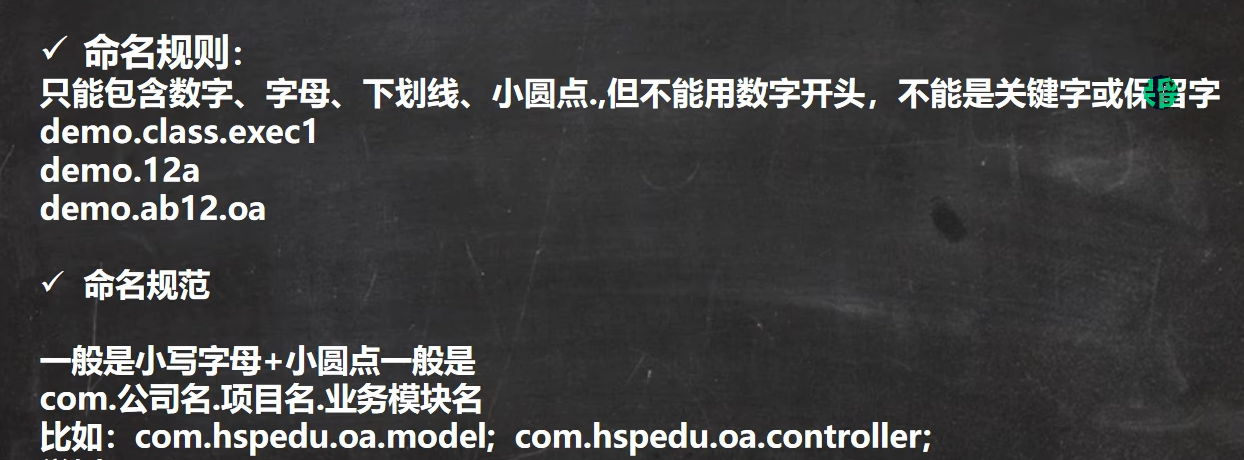 ✓ 命名规则：
只能包含数字、字母、下划线、小圆点.,但不能用数字开头，不能是关键字或保留字
demo.class.exec1
demo.12a
demo.ab12.oa
✓ 命名规范
一般是小写字母+小圆点一般是
com.公司名.项目名.业务模块名
比如：com.hspedu.oa.model；com.hspedu.oa.controller;